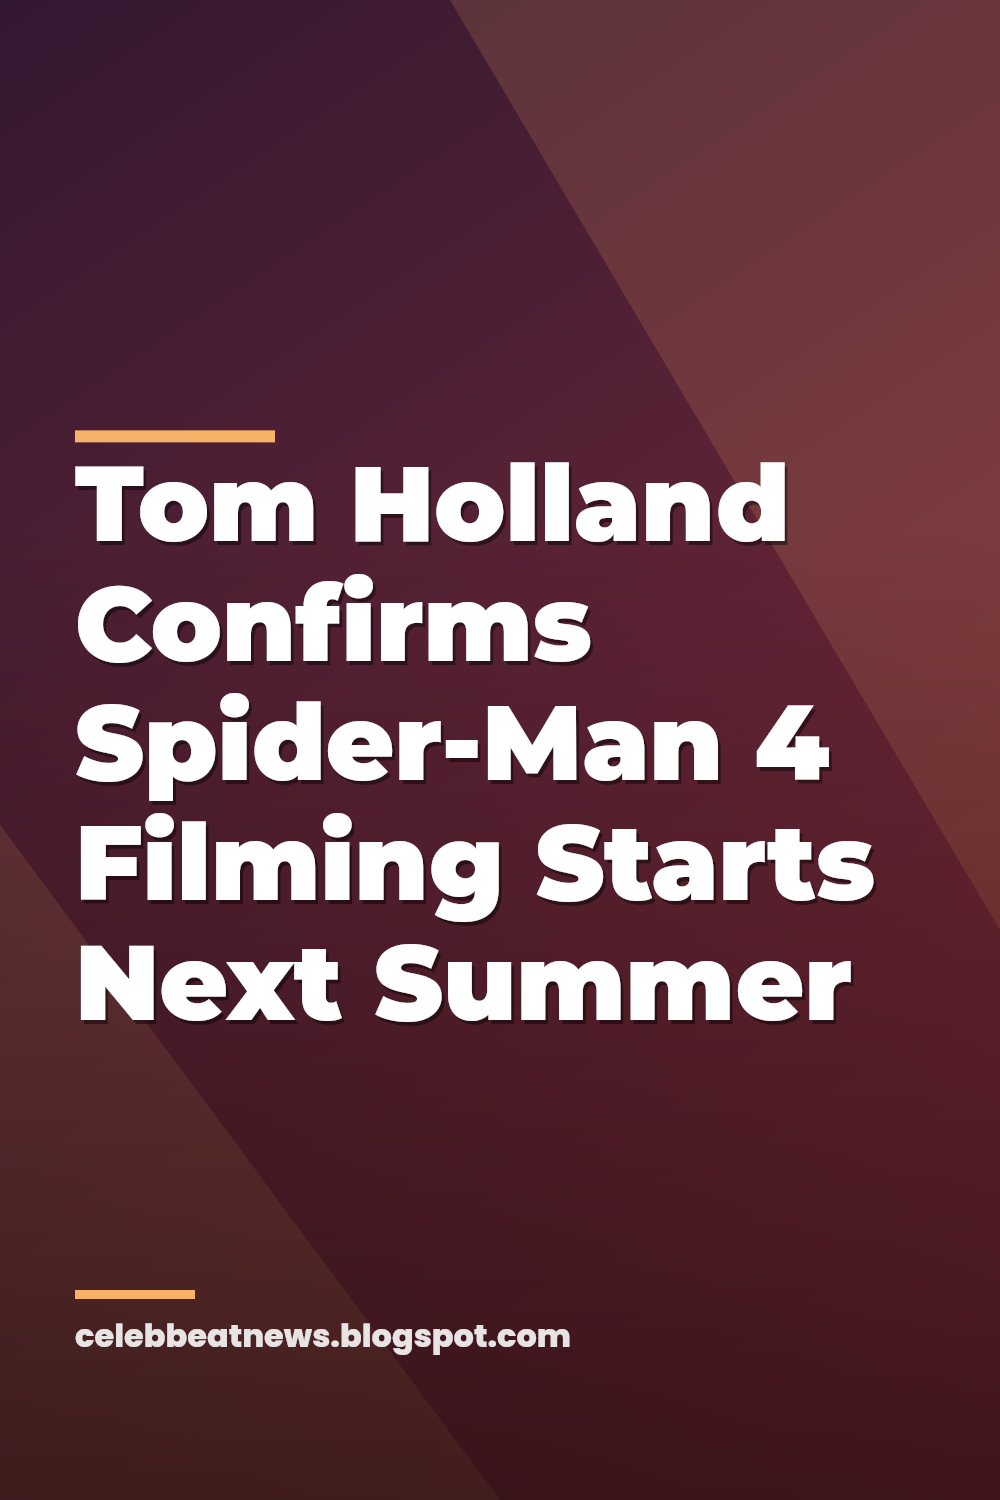 Tom Holland
Confirms
Spider-Man 4
Filming Starts
Next Summer
celebbeatnews.blogspot.com